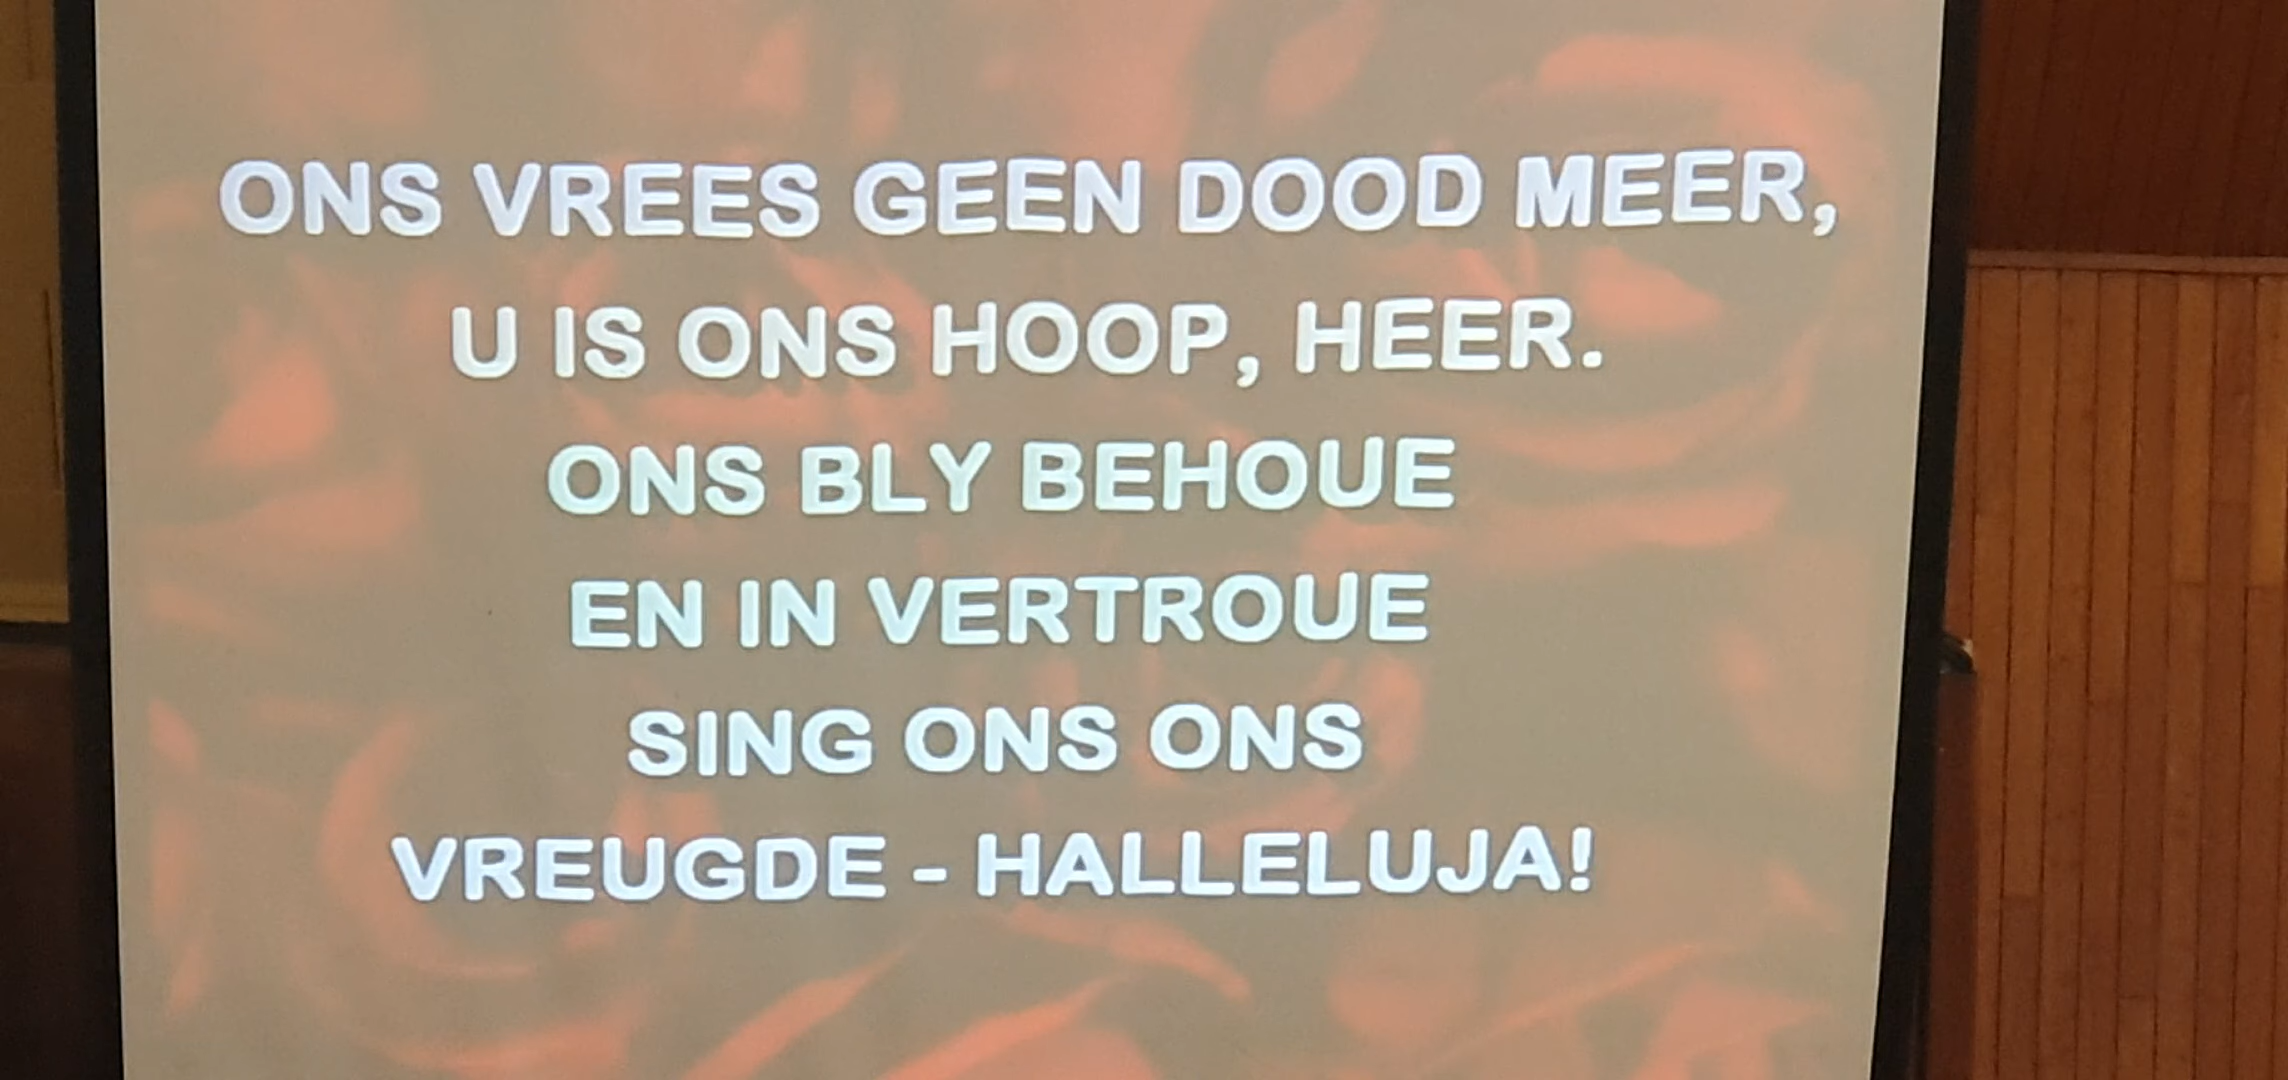 ONS VREES GEEN DOOD MEER,
U IS ONS HOOP, HEER.
ONS BLY BEHOUE
EN IN VERTROUE
SING ONS ONS
VREUGDE - HALLELUJA!